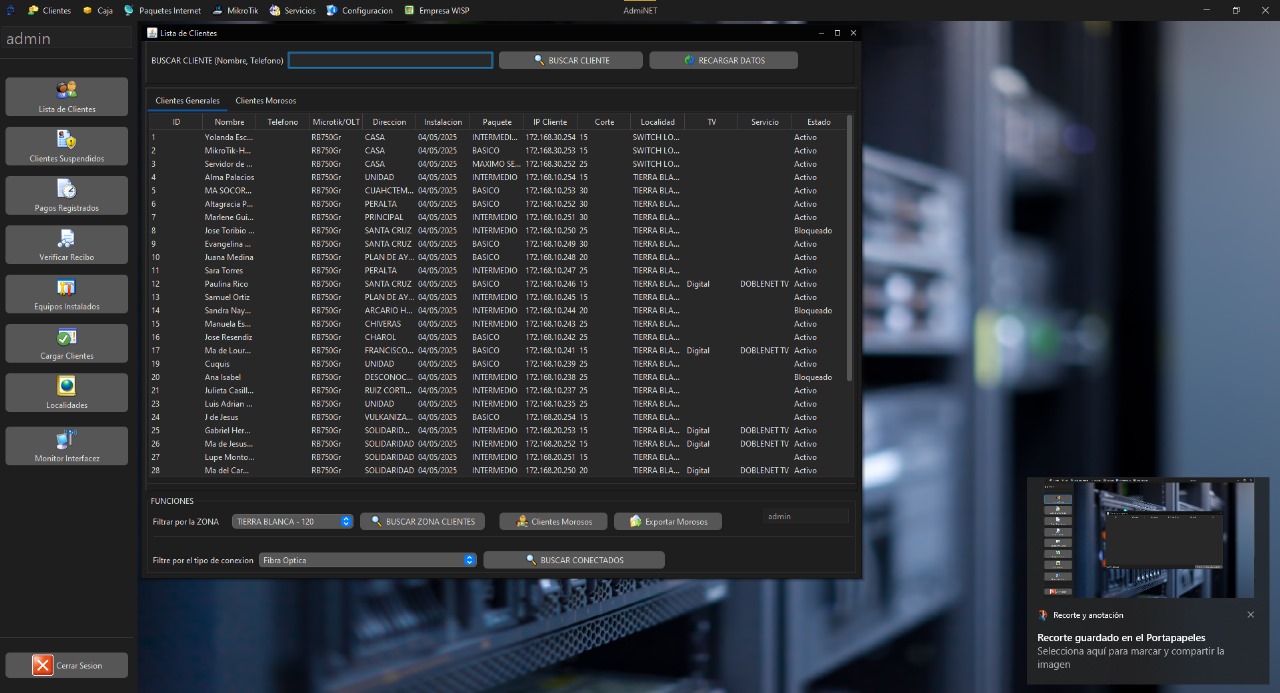 Clientes Caja Paquetes Internet MikroTik Servicios Configuracion Empresa WISP AdmiNET
admin
Lista de Clientes
Clientes Suspendidos
Pagos Registrados
Verificar Recibo
Equipos Instalados
Cargar Clientes
Localidades
Monitor Interfacez
Cerrar Sesion
Lista de Clientes
BUSCAR CLIENTE (Nombre, Telefono) BUSCAR CLIENTE RECARGAR DATOS
Clientes Generales Clientes Morosos
ID Nombre Telefono Microtik/OLT Direccion Instalacion Paquete IP Cliente Corte Localidad TV Servicio Estado
1 Yolanda Esc... RB750Gr CASA 04/05/2025 INTERMEDI... 172.168.30.254 15 SWITCH LO... Activo
2 MikroTik-H... RB750Gr CASA 04/05/2025 BASICO 172.168.30.253 15 SWITCH LO... Activo
3 Servidor de ... RB750Gr CASA 04/05/2025 MAXIMO SE... 172.168.30.252 25 SWITCH LO... Activo
4 Alma Palacios RB750Gr UNIDAD 04/05/2025 INTERMEDIO 172.168.10.254 15 TIERRA BLA... Activo
5 MA SOCOR... RB750Gr CUAHCTEM... 04/05/2025 BASICO 172.168.10.253 30 TIERRA BLA... Activo
6 Altagracia P... RB750Gr PERALTA 04/05/2025 BASICO 172.168.10.252 30 TIERRA BLA... Activo
7 Marlene Gui... RB750Gr PRINCIPAL 04/05/2025 INTERMEDIO 172.168.10.251 30 TIERRA BLA... Activo
8 Jose Toribio ... RB750Gr SANTA CRUZ 04/05/2025 INTERMEDIO 172.168.10.250 25 TIERRA BLA... Bloqueado
9 Evangelina ... RB750Gr SANTA CRUZ 04/05/2025 BASICO 172.168.10.249 30 TIERRA BLA... Activo
10 Juana Medina RB750Gr PLAN DE AY... 04/05/2025 BASICO 172.168.10.248 20 TIERRA BLA... Activo
11 Sara Torres RB750Gr PERALTA 04/05/2025 INTERMEDIO 172.168.10.247 25 TIERRA BLA... Activo
12 Paulina Rico RB750Gr SANTA CRUZ 04/05/2025 BASICO 172.168.10.246 15 TIERRA BLA... Digital DOBLENET TV Activo
13 Samuel Ortiz RB750Gr PLAN DE AY... 04/05/2025 INTERMEDIO 172.168.10.245 15 TIERRA BLA... Activo
14 Sandra Nay... RB750Gr ARCARIO H... 04/05/2025 INTERMEDIO 172.168.10.244 20 TIERRA BLA... Bloqueado
15 Manuela Es... RB750Gr CHIVERAS 04/05/2025 INTERMEDIO 172.168.10.243 25 TIERRA BLA... Activo
16 Jose Resendiz RB750Gr CHAROL 04/05/2025 BASICO 172.168.10.242 25 TIERRA BLA... Activo
17 Ma de Lour... RB750Gr FRANCISCO... 04/05/2025 BASICO 172.168.10.241 15 TIERRA BLA... Digital DOBLENET TV Activo
19 Cuquis RB750Gr UNIDAD 04/05/2025 BASICO 172.168.10.239 25 TIERRA BLA... Activo
20 Ana Isabel RB750Gr DESCONOC... 04/05/2025 INTERMEDIO 172.168.10.238 25 TIERRA BLA... Bloqueado
21 Julieta Casill... RB750Gr RUIZ CORTI... 04/05/2025 INTERMEDIO 172.168.10.237 25 TIERRA BLA... Activo
23 Luis Adrian ... RB750Gr UNIDAD 04/05/2025 INTERMEDIO 172.168.10.235 25 TIERRA BLA... Activo
24 J de Jesus RB750Gr VULKANIZA... 04/05/2025 BASICO 172.168.20.254 15 TIERRA BLA... Activo
25 Gabriel Her... RB750Gr SOLIDARID... 04/05/2025 INTERMEDIO 172.168.20.253 15 TIERRA BLA... Digital DOBLENET TV Activo
26 Ma de Jesus... RB750Gr SOLIDARIDAD 04/05/2025 INTERMEDIO 172.168.20.252 15 TIERRA BLA... Digital DOBLENET TV Activo
27 Lupe Monto... RB750Gr SOLIDARIDAD 04/05/2025 INTERMEDIO 172.168.20.251 15 TIERRA BLA... Activo
28 Ma del Car... RB750Gr SOLIDARIDAD 04/05/2025 INTERMEDIO 172.168.20.250 20 TIERRA BLA... Digital DOBLENET TV Activo
FUNCIONES
Filtrar por la ZONA TIERRA BLANCA - 120 BUSCAR ZONA CLIENTES Clientes Morosos Exportar Morosos admin
Filtre por el tipo de conexion Fibra Optica BUSCAR CONECTADOS
Recorte y anotación
Recorte guardado en el Portapapeles
Selecciona aquí para marcar y compartir la
imagen